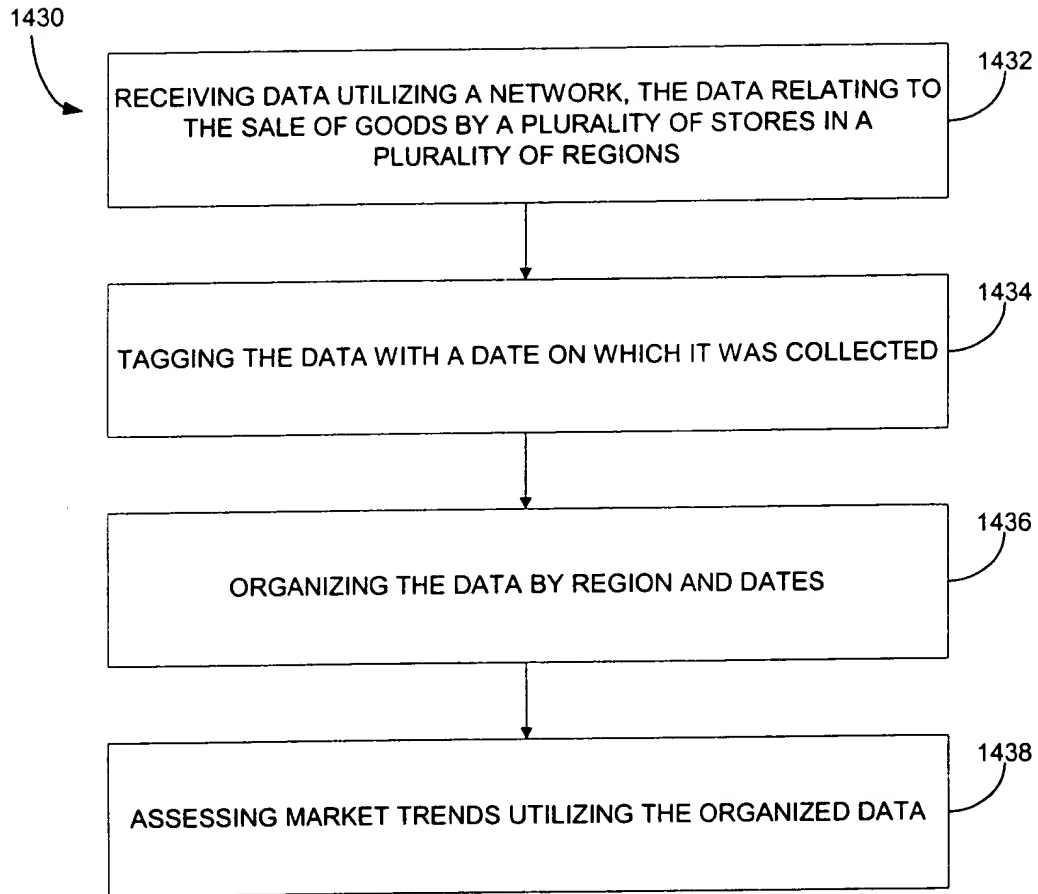 1430
1432
RECEIVING DATA UTILIZING A NETWORK, THE DATA RELATING TO
THE SALE OF GOODS BY A PLURALITY OF STORES IN A
PLURALITY OF REGIONS
1434
TAGGING THE DATA WITH A DATE ON WHICH IT WAS COLLECTED
1436
ORGANIZING THE DATA BY REGION AND DATES
1438
ASSESSING MARKET TRENDS UTILIZING THE ORGANIZED DATA